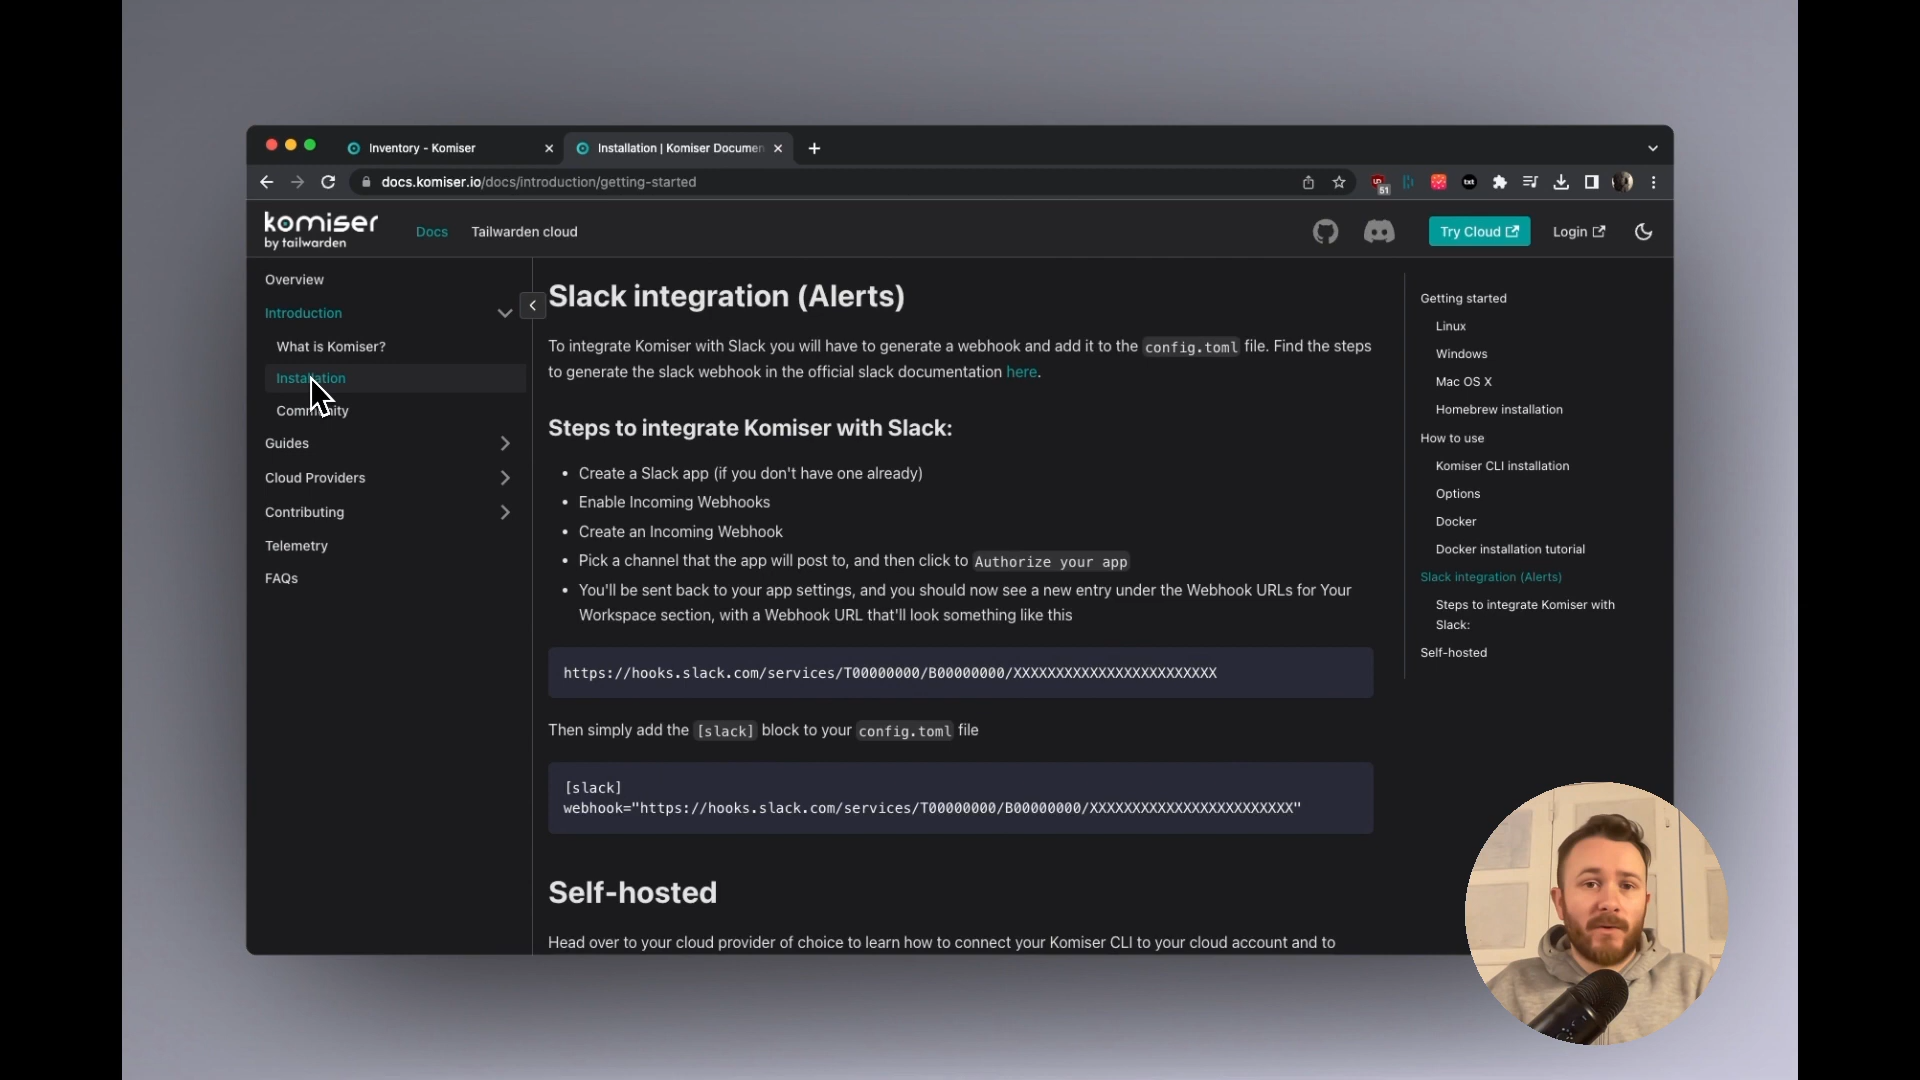 Inventory - Komiser
Installation | Komiser Documen
docs.komiser.io/docs/introduction/getting-started
51
txt
komiser
by tailwarden
Docs
Tailwarden cloud
Try Cloud
Login
Overview
Introduction
What is Komiser?
Installation
Community
Guides
Cloud Providers
Contributing
Telemetry
FAQs
Slack integration (Alerts)
To integrate Komiser with Slack you will have to generate a webhook and add it to the config.toml file. Find the steps
to generate the slack webhook in the official slack documentation here.
Steps to integrate Komiser with Slack:
• Create a Slack app (if you don't have one already)
• Enable Incoming Webhooks
• Create an Incoming Webhook
• Pick a channel that the app will post to, and then click to Authorize your app
• You'll be sent back to your app settings, and you should now see a new entry under the Webhook URLs for Your
Workspace section, with a Webhook URL that'll look something like this
https://hooks.slack.com/services/T00000000/B00000000/XXXXXXXXXXXXXXXXXXXXXXXX
Then simply add the [slack] block to your config.toml file
[slack]
webhook="https://hooks.slack.com/services/T00000000/B00000000/XXXXXXXXXXXXXXXXXXXXXXXX"
Self-hosted
Head over to your cloud provider of choice to learn how to connect your Komiser CLI to your cloud account and to
Getting started
Linux
Windows
Mac OS X
Homebrew installation
How to use
Komiser CLI installation
Options
Docker
Docker installation tutorial
Slack integration (Alerts)
Steps to integrate Komiser with
Slack:
Self-hosted